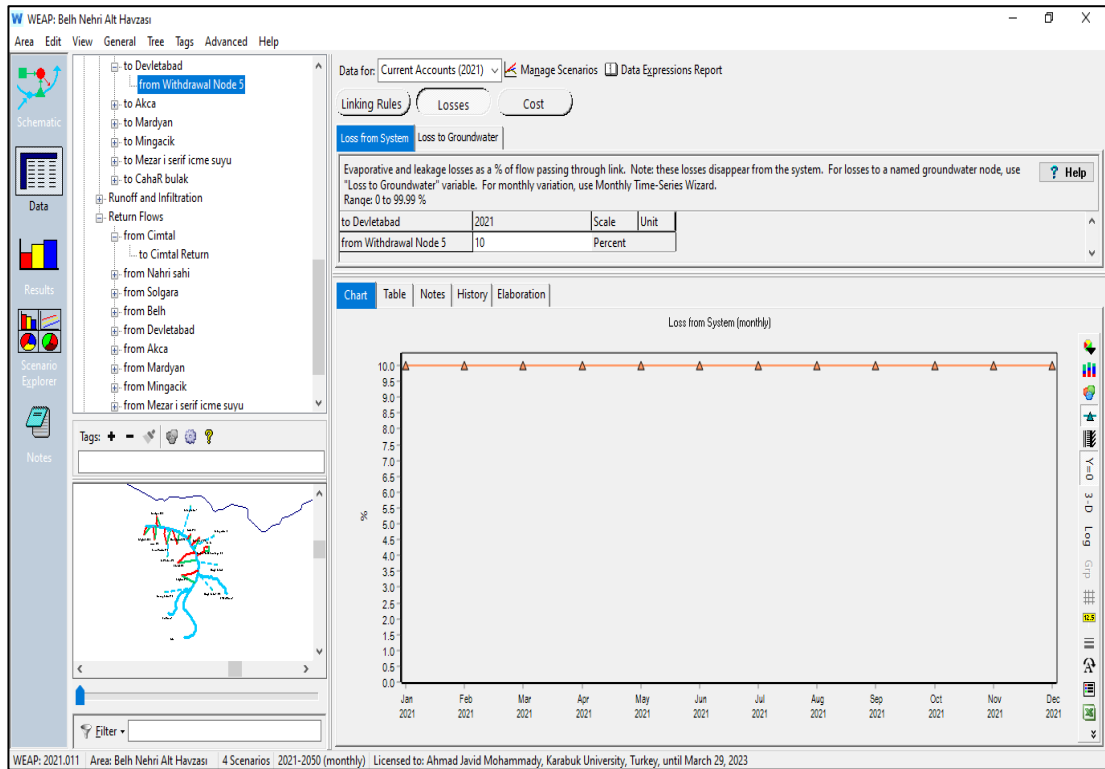 WEAP: Belh Nehri Alt Havzası
Area Edit View General Tree Tags Advanced Help
Schematic
Data
Results
Scenario
Explorer
Notes
to Devletabad
from Withdrawal Node 5
to Akca
to Mardyan
to Mingacik
to Mezar i serif icme suyu
to CahaR bulak
Runoff and Infiltration
Return Flows
from Cimtal
to Cimtal Return
from Nahri sahi
from Solgara
from Belh
from Devletabad
from Akca
from Mardyan
from Mingacik
from Mezar i serif icme suyu
Tags:
Filter
Data for: Current Accounts (2021) Manage Scenarios Data Expressions Report
Linking Rules Losses Cost
Loss from System Loss to Groundwater
Evaporative and leakage losses as a % of flow passing through link. Note: these losses disappear from the system. For losses to a named groundwater node, use
"Loss to Groundwater" variable. For monthly variation, use Monthly Time-Series Wizard.
Range: 0 to 99.99 %
? Help
to Devletabad 2021 Scale Unit
from Withdrawal Node 5 10 Percent
Chart Table Notes History Elaboration
Loss from System (monthly)
%
10.0
9.5
9.0
8.5
8.0
7.5
7.0
6.5
6.0
5.5
5.0
4.5
4.0
3.5
3.0
2.5
2.0
1.5
1.0
0.5
0.0
Jan Feb Mar Apr May Jun Jul Aug Sep Oct Nov Dec
2021 2021 2021 2021 2021 2021 2021 2021 2021 2021 2021 2021
Y=0
3-D
Log
Grp
12.5
WEAP: 2021.011 Area: Belh Nehri Alt Havzası 4 Scenarios 2021-2050 (monthly) Licensed to: Ahmad Javid Mohammady, Karabuk University, Turkey, until March 29, 2023